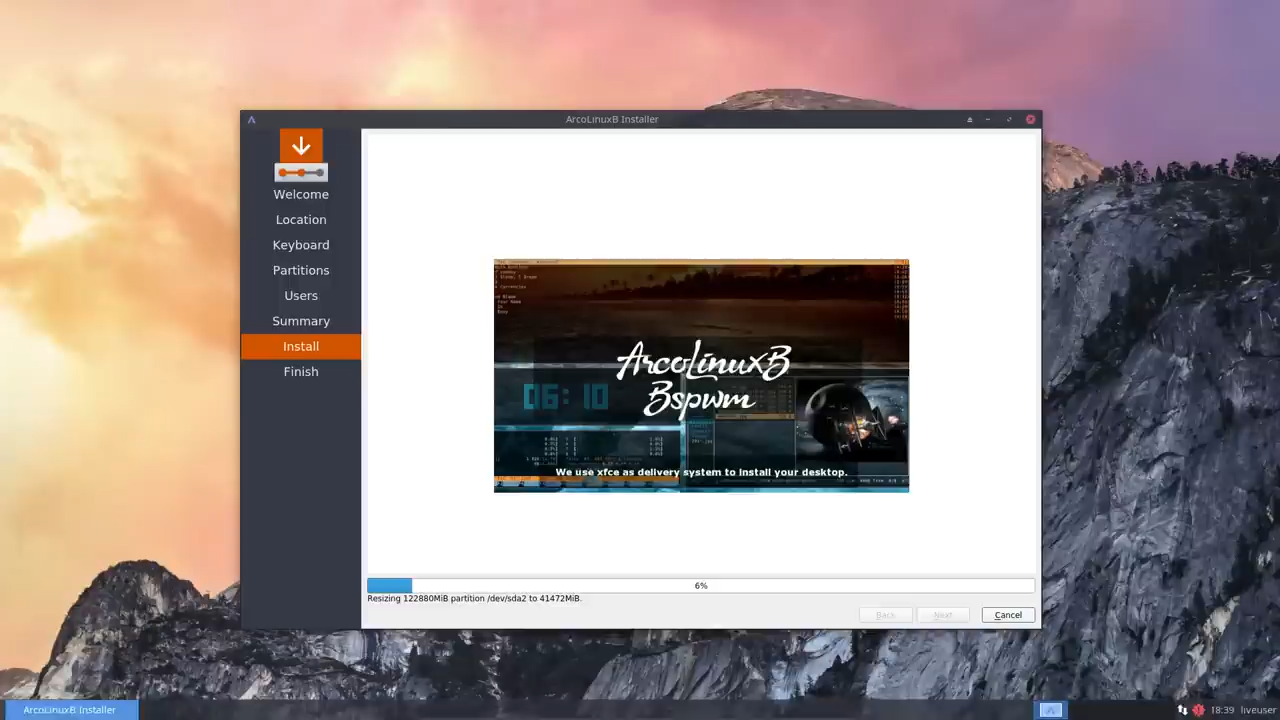 ArcoLinuxB Installer
Welcome
Location
Keyboard
Partitions
Users
Summary
Install
Finish
06:10
ArcoLinuxB
Bspwm
We use xfce as delivery system to install your desktop.
6%
Resizing 122880MiB partition /dev/sda2 to 41472MiB.
Back
Next
Cancel
ArcoLinuxB Installer
18:39 liveuser